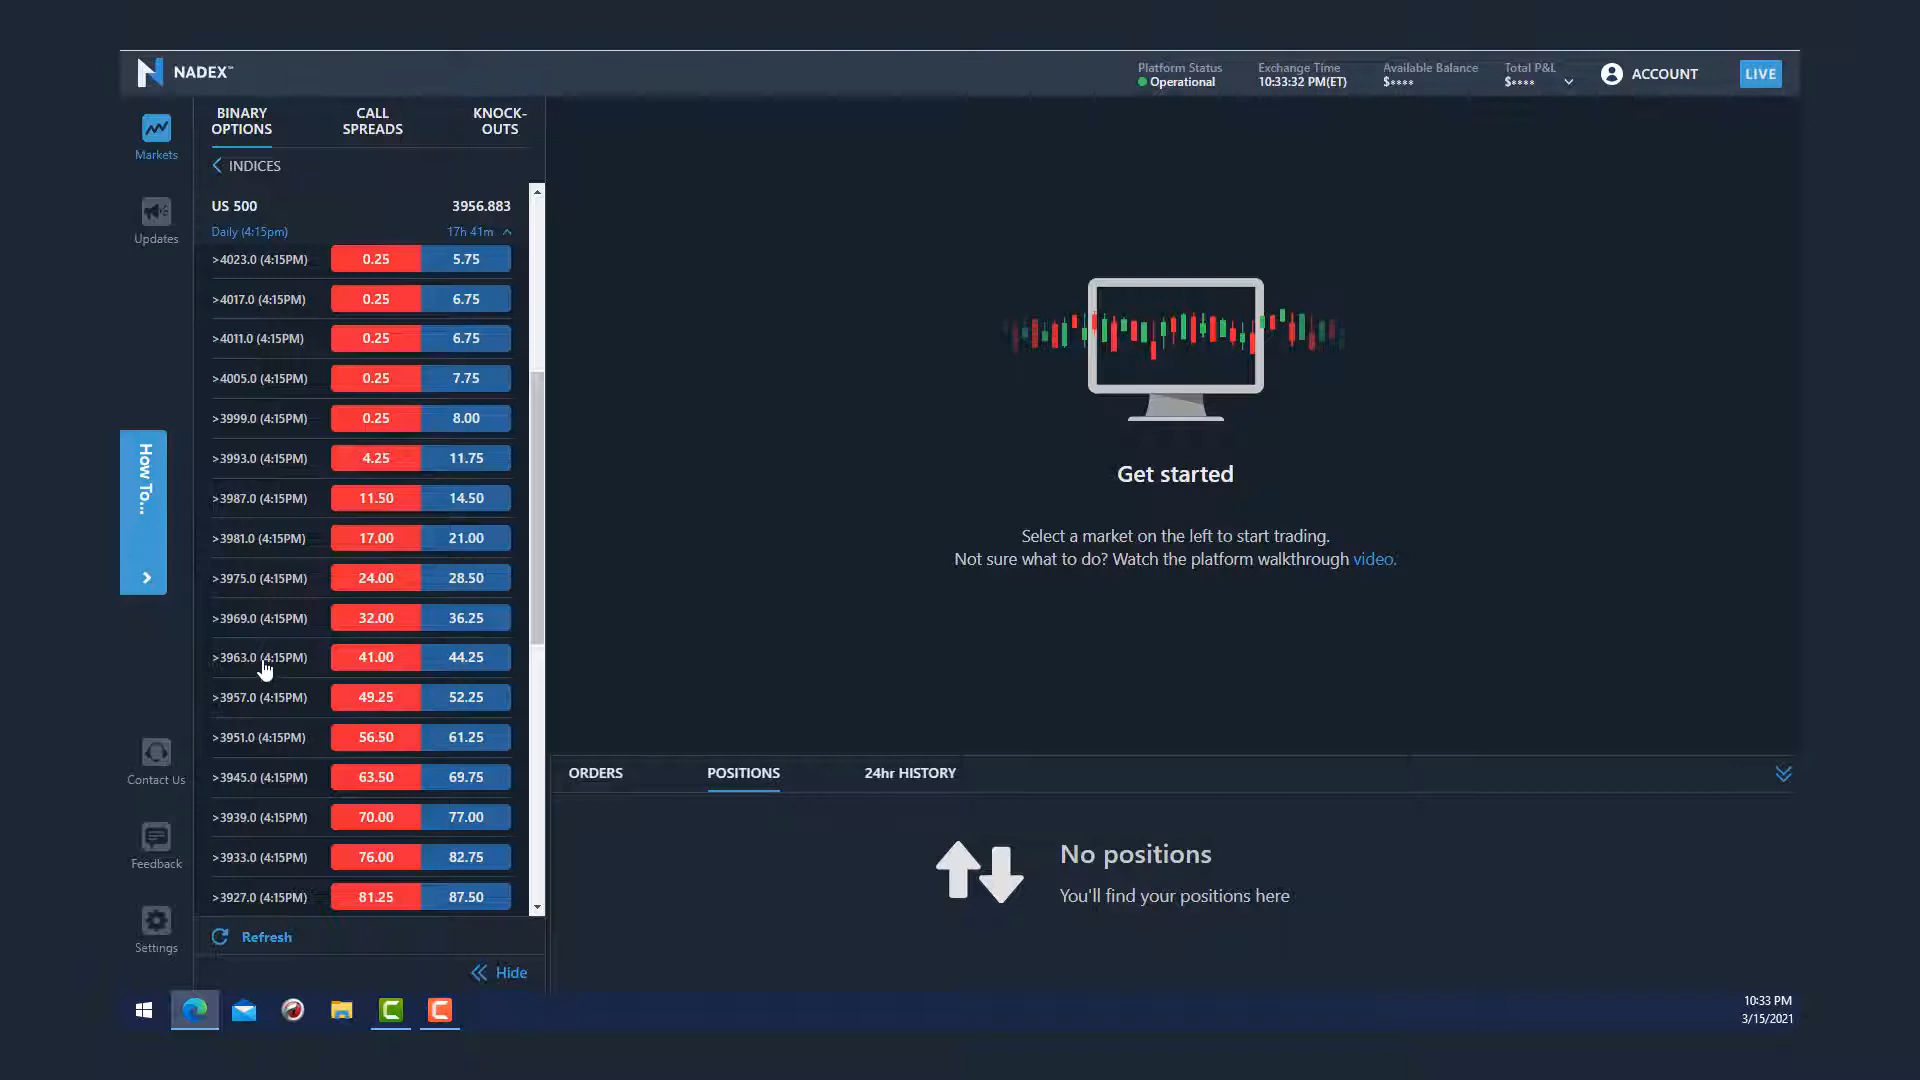 NADEX™
Platform Status
Operational
Exchange Time
10:33:32 PM(ET)
Available Balance
$****
Total P&L
$****
ACCOUNT
LIVE
Markets
Updates
How To...
Contact Us
Feedback
Settings
BINARY
OPTIONS
CALL
SPREADS
KNOCK-
OUTS
INDICES
US 500 3956.883
Daily (4:15pm) 17h 41m
>4023.0 (4:15PM) 0.25 5.75
>4017.0 (4:15PM) 0.25 6.75
>4011.0 (4:15PM) 0.25 6.75
>4005.0 (4:15PM) 0.25 7.75
>3999.0 (4:15PM) 0.25 8.00
>3993.0 (4:15PM) 4.25 11.75
>3987.0 (4:15PM) 11.50 14.50
>3981.0 (4:15PM) 17.00 21.00
>3975.0 (4:15PM) 24.00 28.50
>3969.0 (4:15PM) 32.00 36.25
>3963.0 (4:15PM) 41.00 44.25
>3957.0 (4:15PM) 49.25 52.25
>3951.0 (4:15PM) 56.50 61.25
>3945.0 (4:15PM) 63.50 69.75
>3939.0 (4:15PM) 70.00 77.00
>3933.0 (4:15PM) 76.00 82.75
>3927.0 (4:15PM) 81.25 87.50
Refresh
Hide
Get started
Select a market on the left to start trading.
Not sure what to do? Watch the platform walkthrough video.
ORDERS POSITIONS 24hr HISTORY
No positions
You'll find your positions here
10:33 PM
3/15/2021